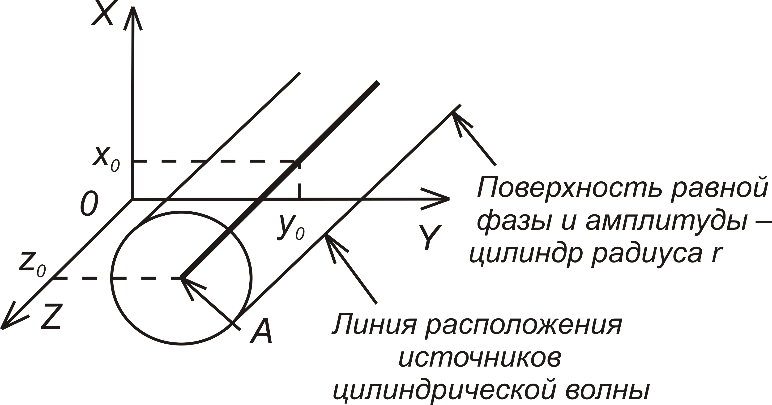 X
x₀
0
y₀
Y
z₀
Z
A
Поверхность равной
фазы и амплитуды –
цилиндр радиуса r
Линия расположения
источников
цилиндрической волны